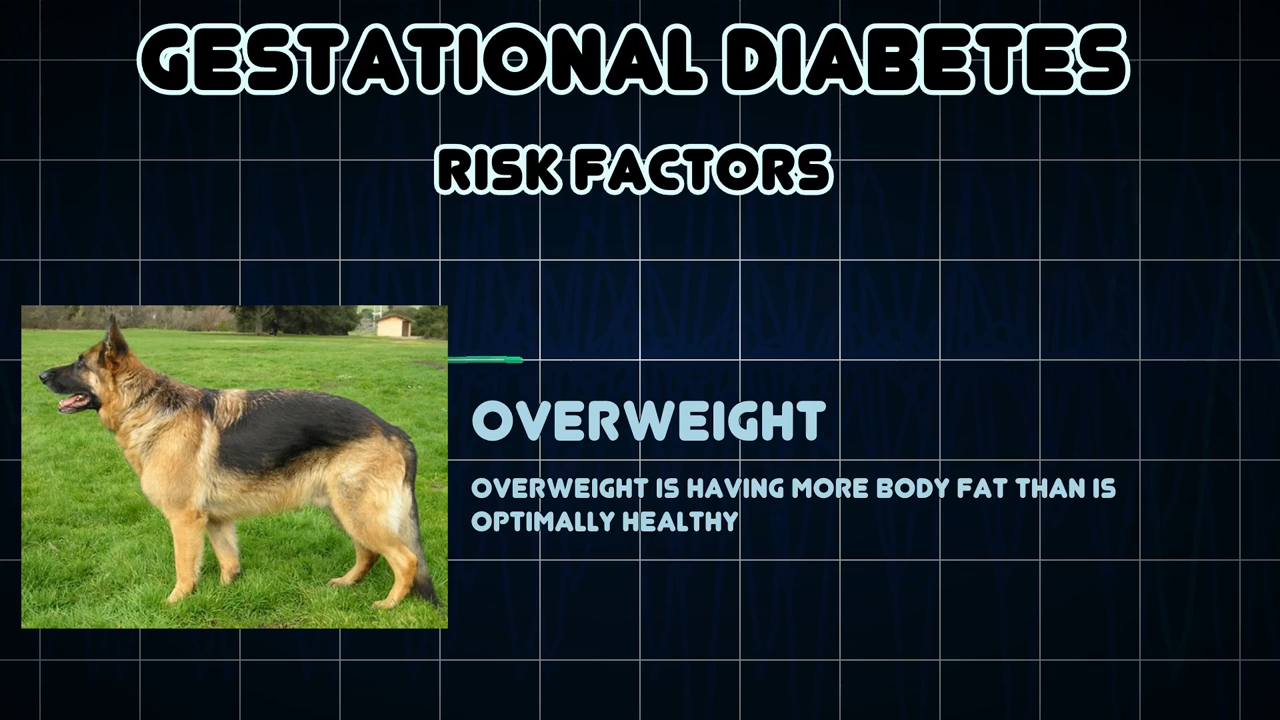 GESTATIONAL DIABETES
RISK FACTORS
OVERWEIGHT
OVERWEIGHT IS HAVING MORE BODY FAT THAN IS
OPTIMALLY HEALTHY